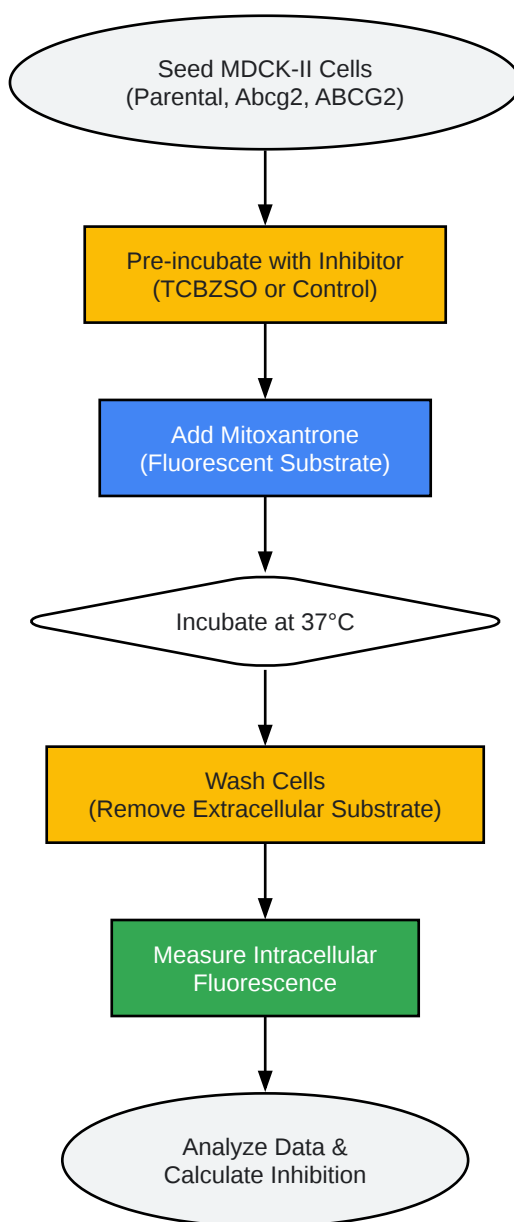 Seed MDCK-II Cells
(Parental, Abcg2, ABCG2)
Pre-incubate with Inhibitor
(TCBZSO or Control)
Add Mitoxantrone
(Fluorescent Substrate)
Incubate at 37°C
Wash Cells
(Remove Extracellular Substrate)
Measure Intracellular
Fluorescence
Analyze Data &
Calculate Inhibition